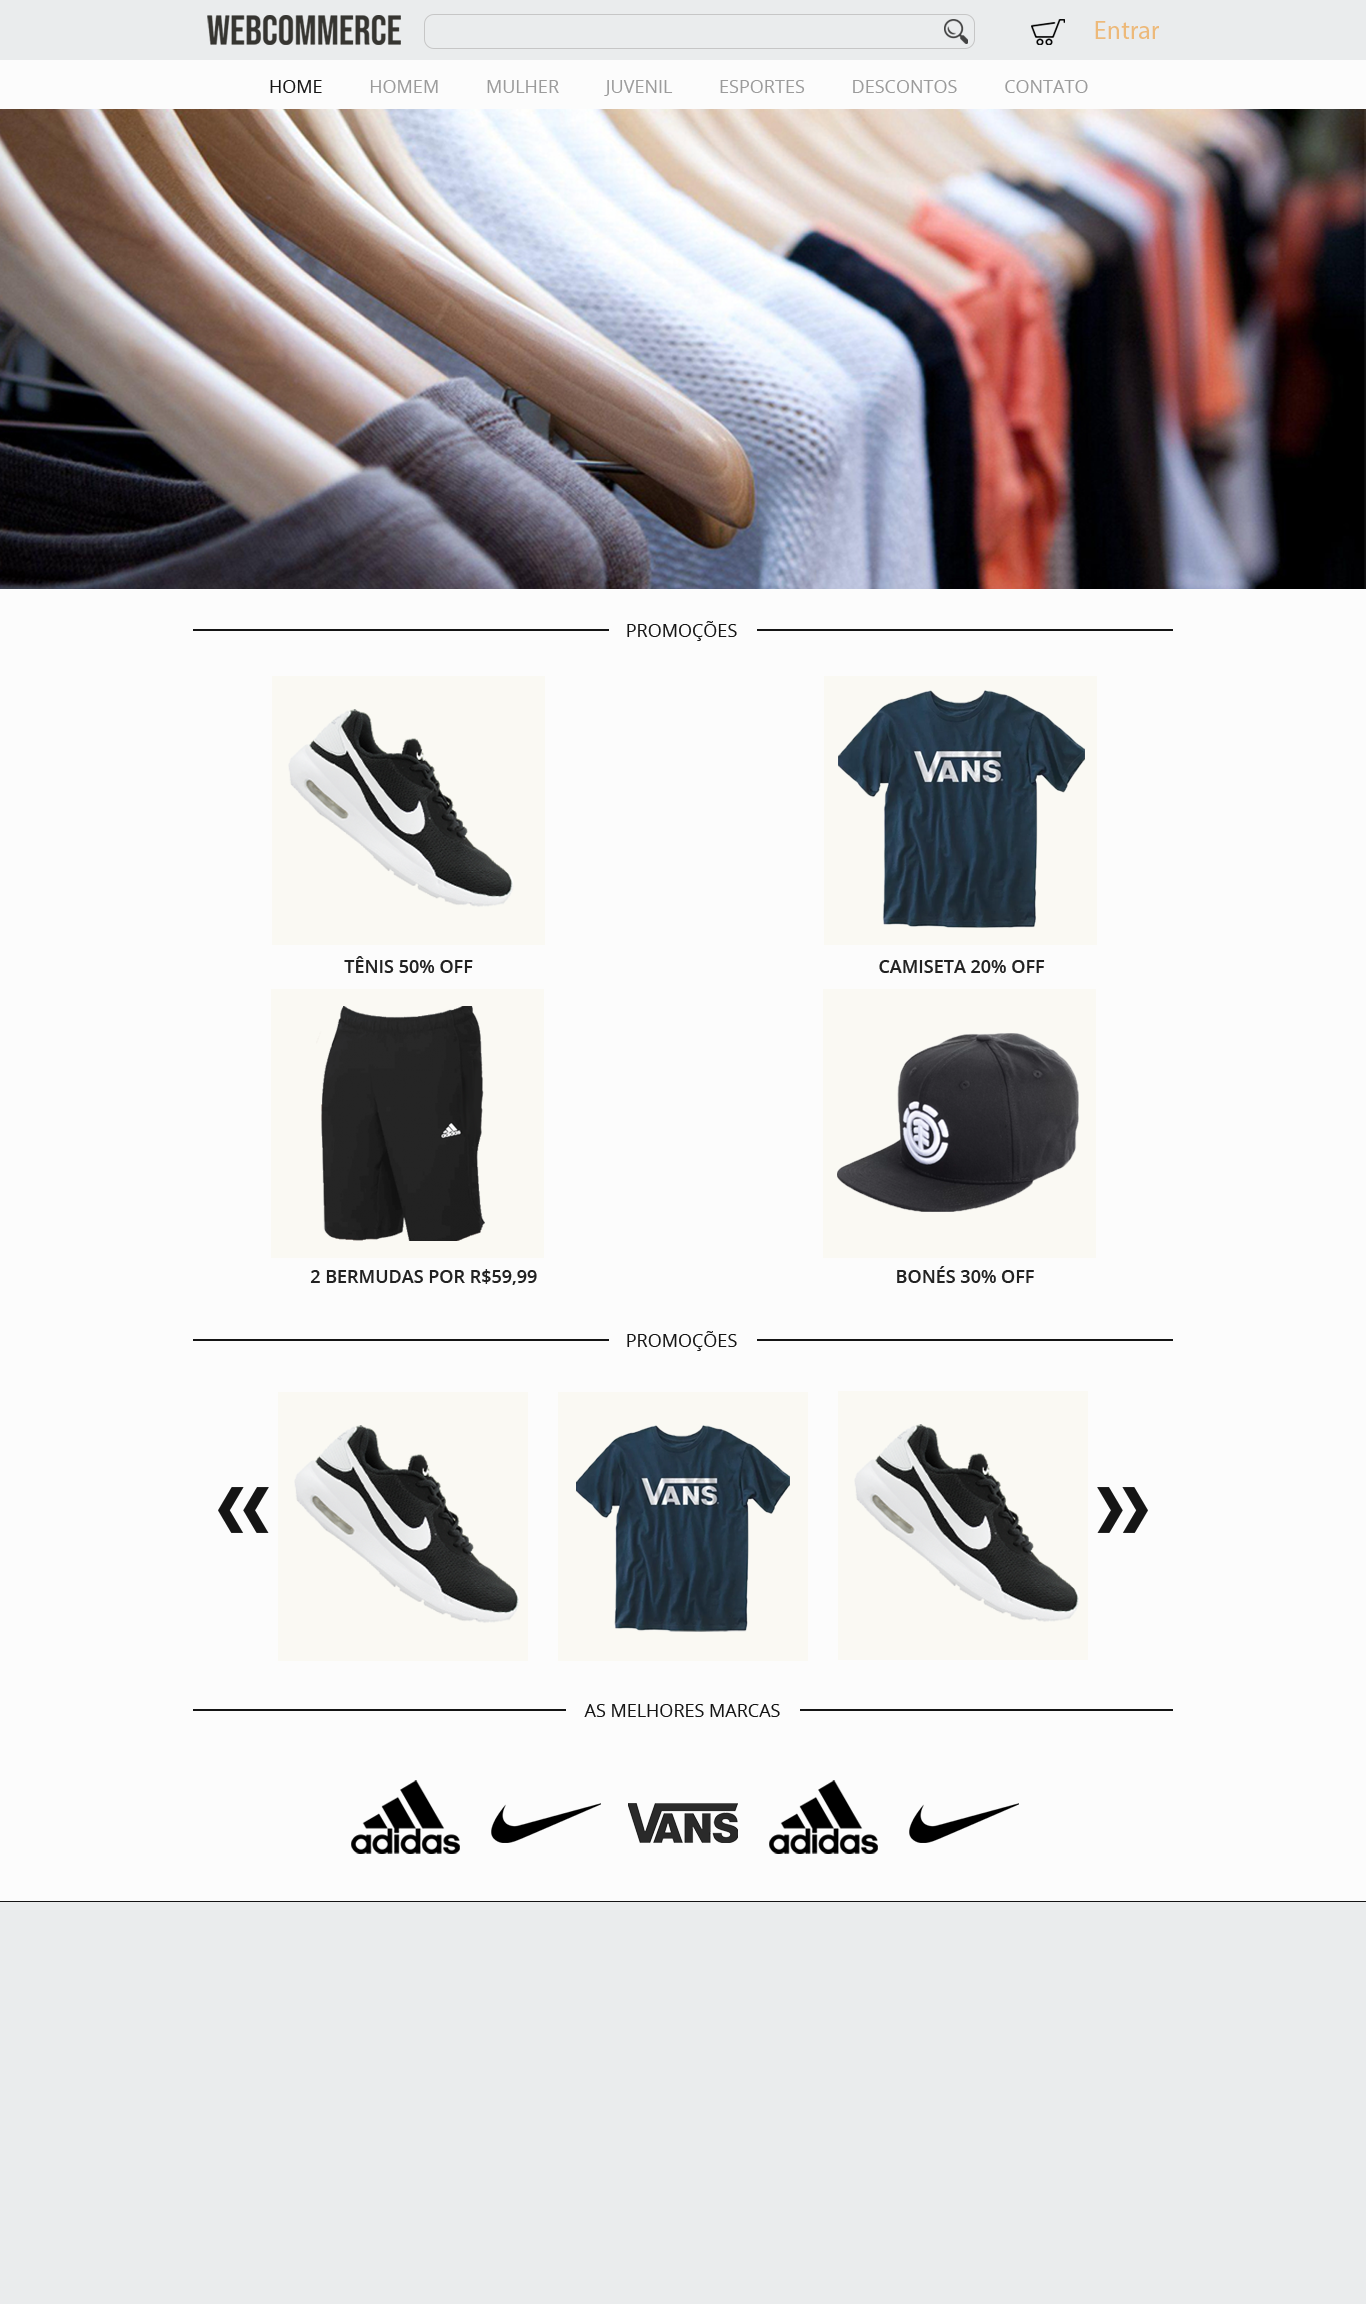 WEBCOMMERCE
Entrar
HOME HOMEM MULHER JUVENIL ESPORTES DESCONTOS CONTATO
PROMOÇÕES
VANS
TÊNIS 50% OFF
CAMISETA 20% OFF
adidas
2 BERMUDAS POR R$59,99
BONÉS 30% OFF
PROMOÇÕES
VANS
AS MELHORES MARCAS
adidas
VANS
adidas